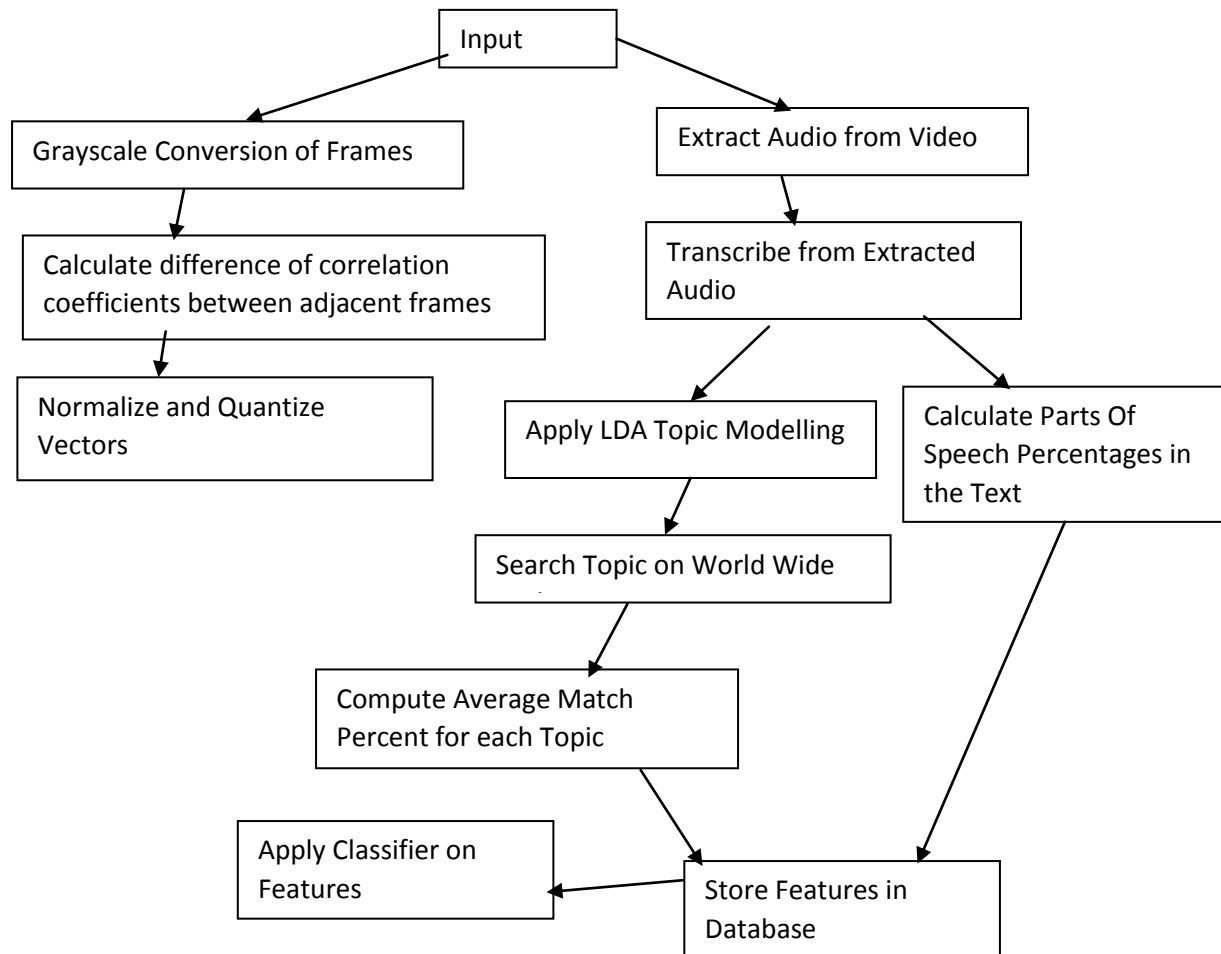 Input
Grayscale Conversion of Frames
Extract Audio from Video
Calculate difference of correlation
coefficients between adjacent frames
Transcribe from Extracted
Audio
Normalize and Quantize
Vectors
Apply LDA Topic Modelling
Calculate Parts Of
Speech Percentages in
the Text
Search Topic on World Wide
Compute Average Match
Percent for each Topic
Apply Classifier on
Features
Store Features in
Database